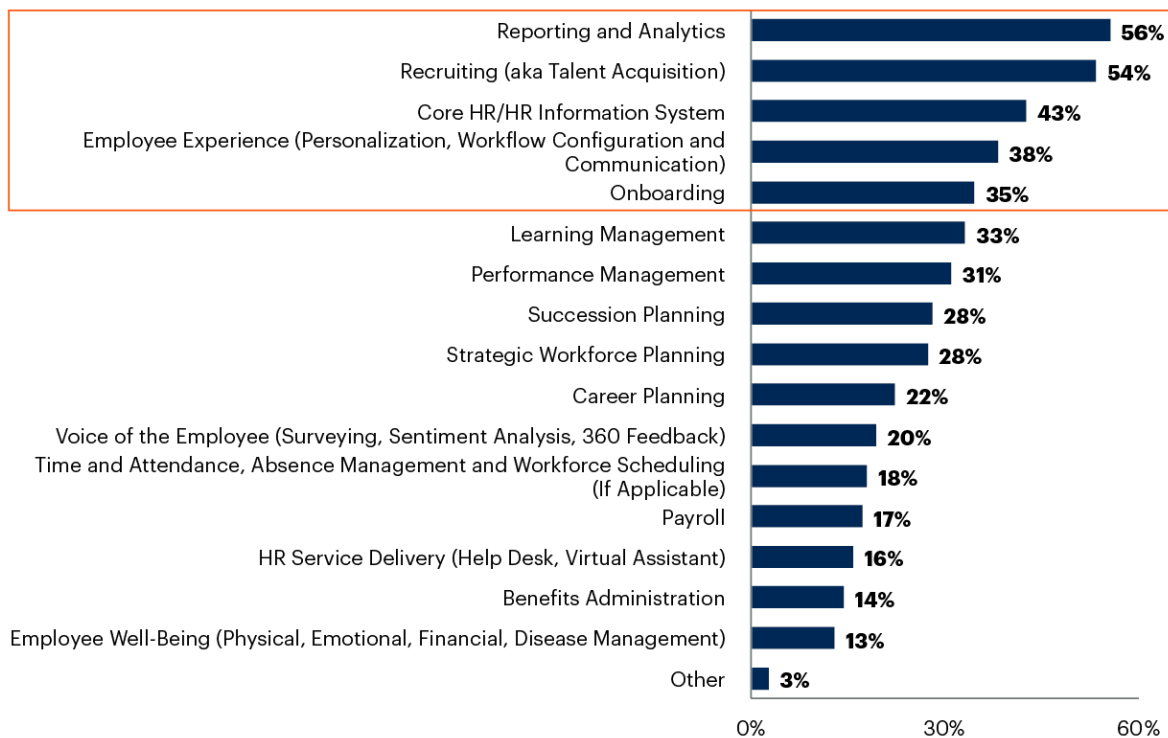 Reporting and Analytics 56%
Recruiting (aka Talent Acquisition) 54%
Core HR/HR Information System 43%
Employee Experience (Personalization, Workflow Configuration and
Communication) 38%
Onboarding 35%
Learning Management 33%
Performance Management 31%
Succession Planning 28%
Strategic Workforce Planning 28%
Career Planning 22%
Voice of the Employee (Surveying, Sentiment Analysis, 360 Feedback) 20%
Time and Attendance, Absence Management and Workforce Scheduling
(If Applicable) 18%
Payroll 17%
HR Service Delivery (Help Desk, Virtual Assistant) 16%
Benefits Administration 14%
Employee Well-Being (Physical, Emotional, Financial, Disease Management) 13%
Other 3%
0% 30% 60%